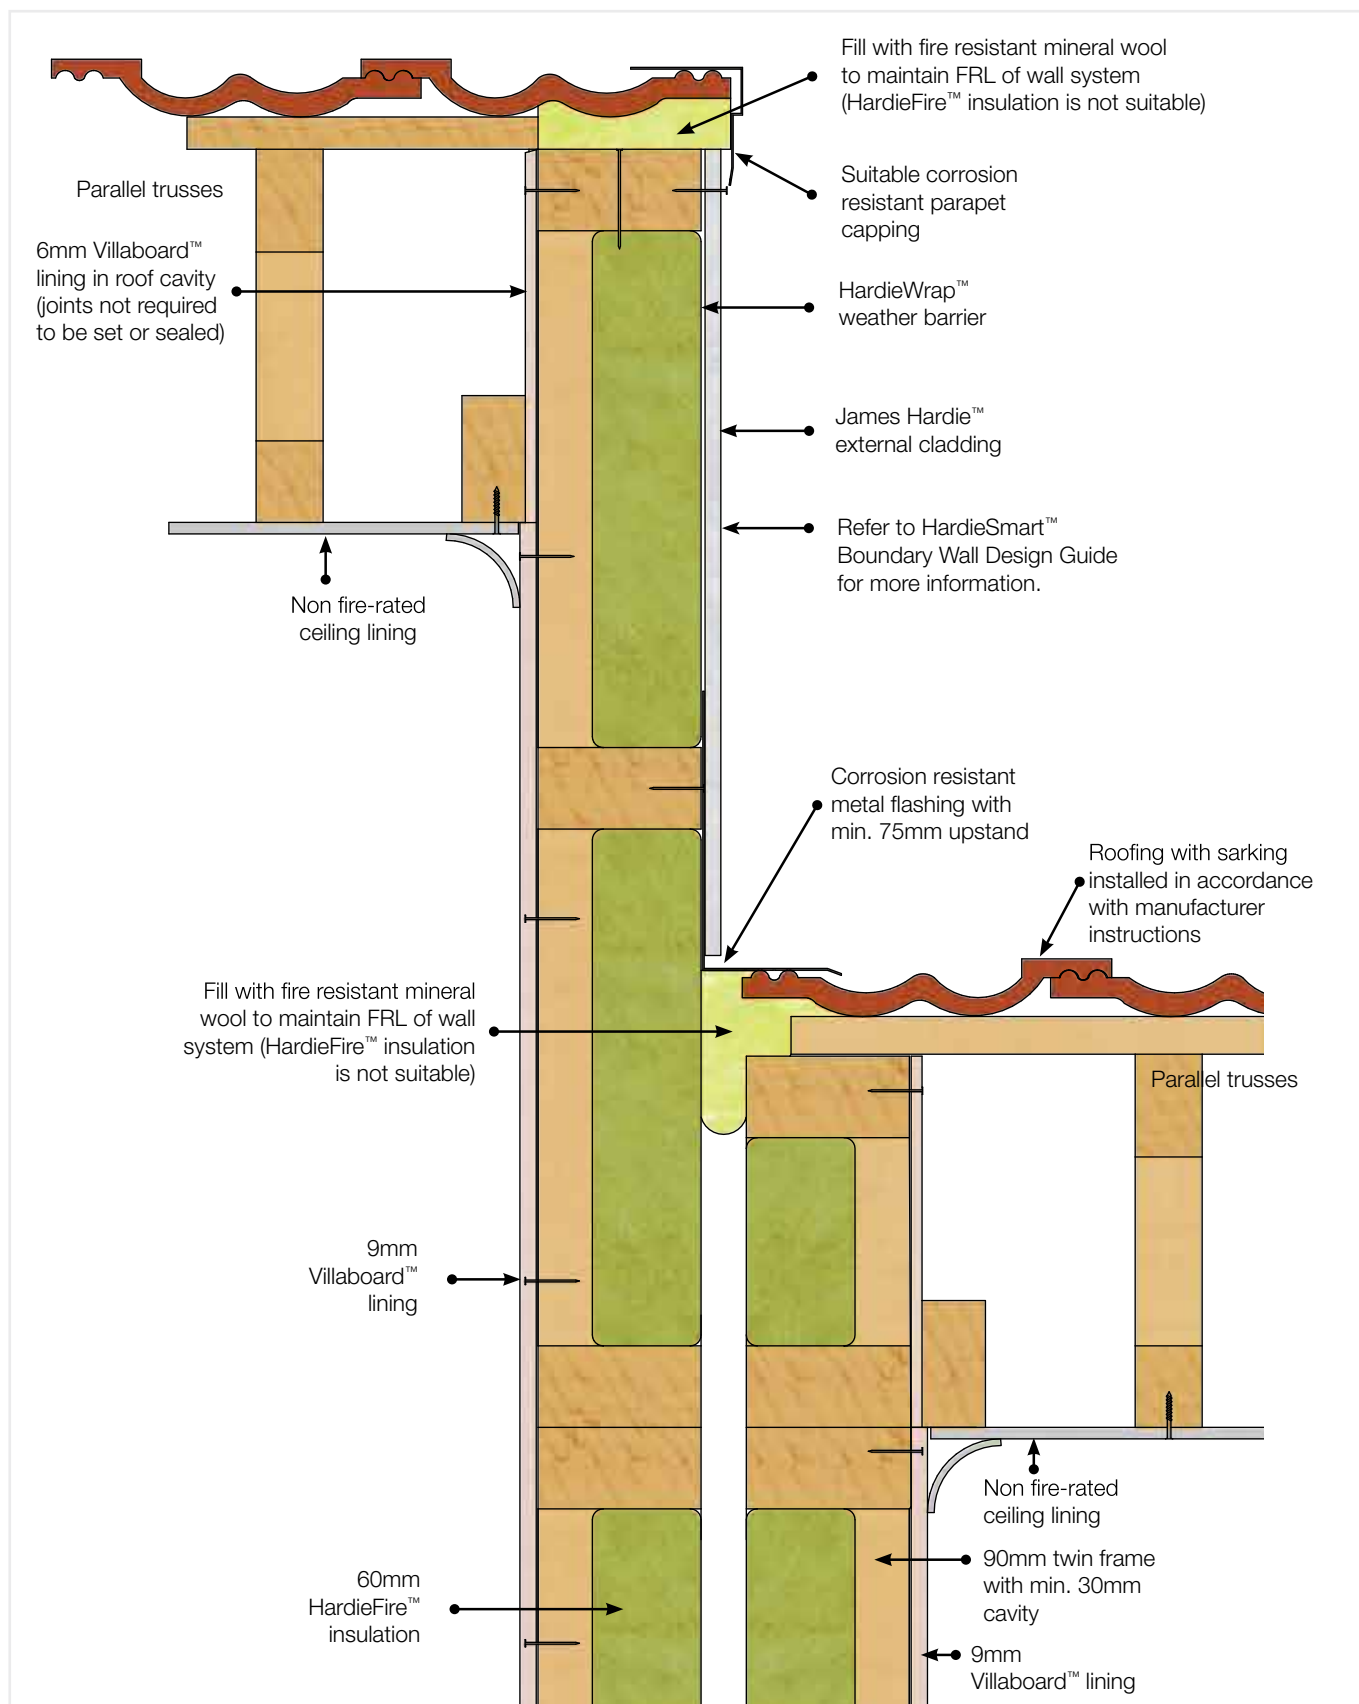 Fill with fire resistant mineral wool
to maintain FRL of wall system
(HardieFire™ insulation is not suitable)
Parallel trusses
Suitable corrosion
resistant parapet
capping
6mm Villaboard™
lining in roof cavity
(joints not required
to be set or sealed)
HardieWrap™
weather barrier
James Hardie™
external cladding
Refer to HardieSmart™
Boundary Wall Design Guide
for more information.
Non fire-rated
ceiling lining
Corrosion resistant
metal flashing with
min. 75mm upstand
Roofing with sarking
installed in accordance
with manufacturer
instructions
Fill with fire resistant mineral
wool to maintain FRL of wall
system (HardieFire™ insulation
is not suitable)
Parallel trusses
9mm
Villaboard™
lining
Non fire-rated
ceiling lining
90mm twin frame
with min. 30mm
cavity
60mm
HardieFire™
insulation
9mm
Villaboard™ lining